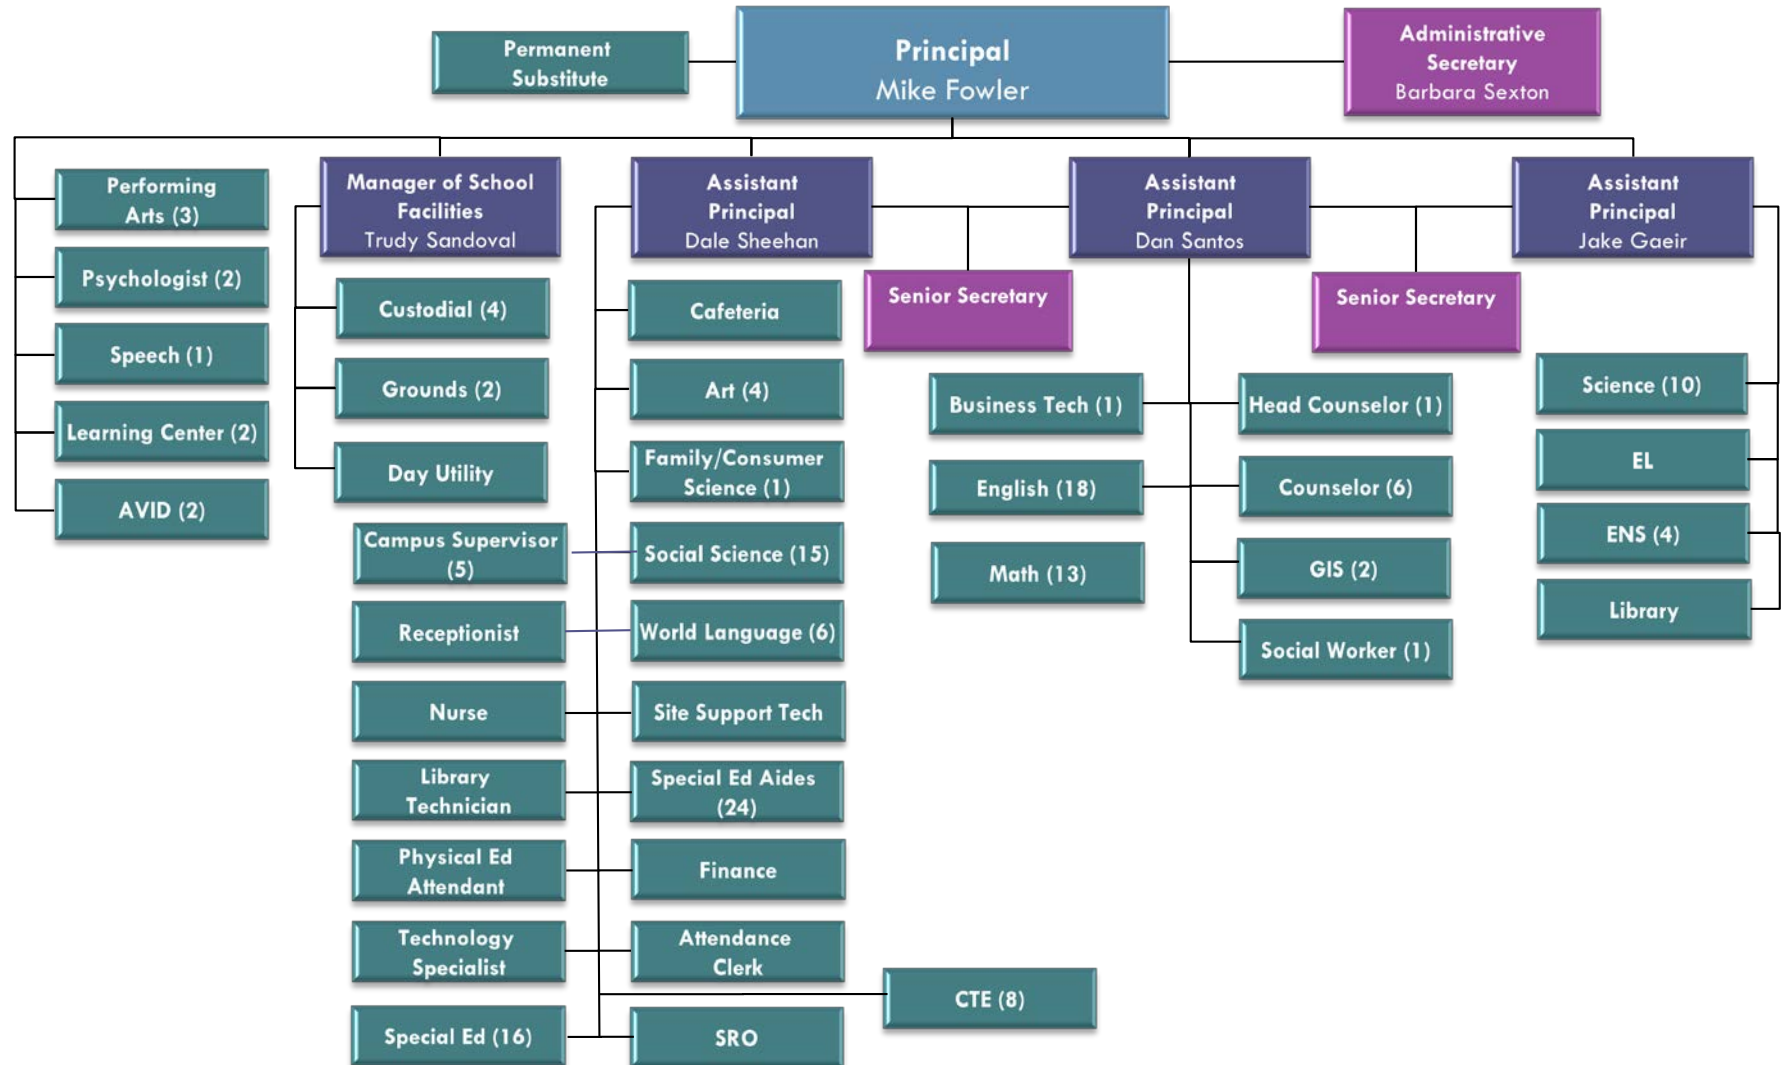 Permanent
Substitute
Principal
Mike Fowler
Administrative
Secretary
Barbara Sexton
Performing
Arts (3)
Psychologist (2)
Speech (1)
Learning Center (2)
AVID (2)
Manager of School
Facilities
Trudy Sandoval
Custodial (4)
Grounds (2)
Day Utility
Assistant
Principal
Dale Sheehan
Senior Secretary
Cafeteria
Art (4)
Family/Consumer
Science (1)
Campus Supervisor
(5)
Social Science (15)
Receptionist
World Language (6)
Nurse
Site Support Tech
Library
Technician
Special Ed Aides
(24)
Physical Ed
Attendant
Finance
Technology
Specialist
Attendance
Clerk
CTE (8)
Special Ed (16)
SRO
Assistant
Principal
Dan Santos
Senior Secretary
Business Tech (1)
Head Counselor (1)
English (18)
Counselor (6)
Math (13)
GIS (2)
Social Worker (1)
Assistant
Principal
Jake Gaeir
Science (10)
EL
ENS (4)
Library